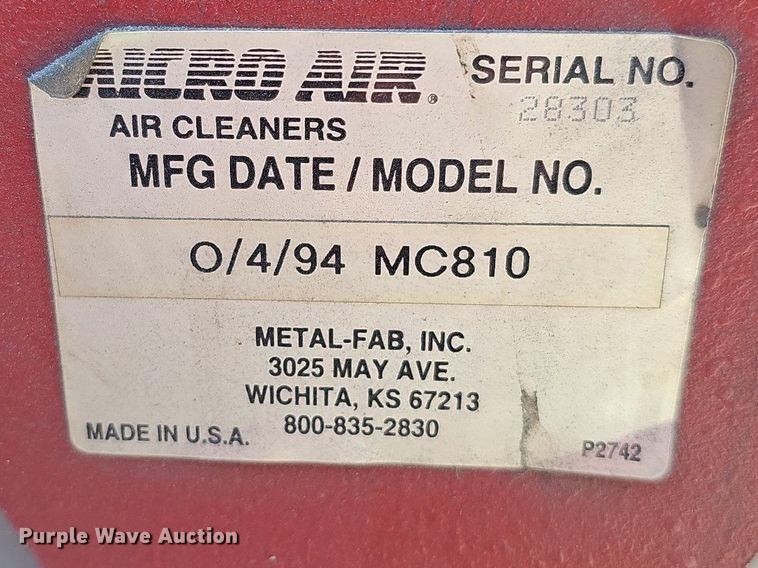 MICRO AIR®
AIR CLEANERS
SERIAL NO.
28303
MFG DATE / MODEL NO.
O/4/94 MC810
METAL-FAB, INC.
3025 MAY AVE.
WICHITA, KS 67213
800-835-2830
MADE IN U.S.A.
P2742
Purple Wave Auction